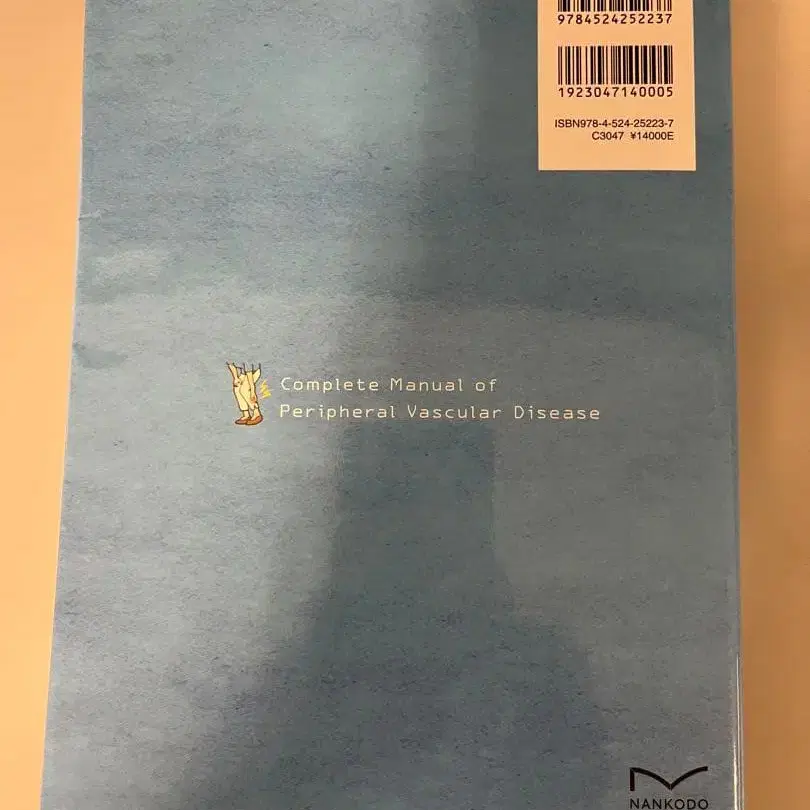 9784524252237
1923047140005
ISBN978-4-524-25223-7
C3047 ¥14000E
Complete Manual of
Peripheral Vascular Disease
NANKODO